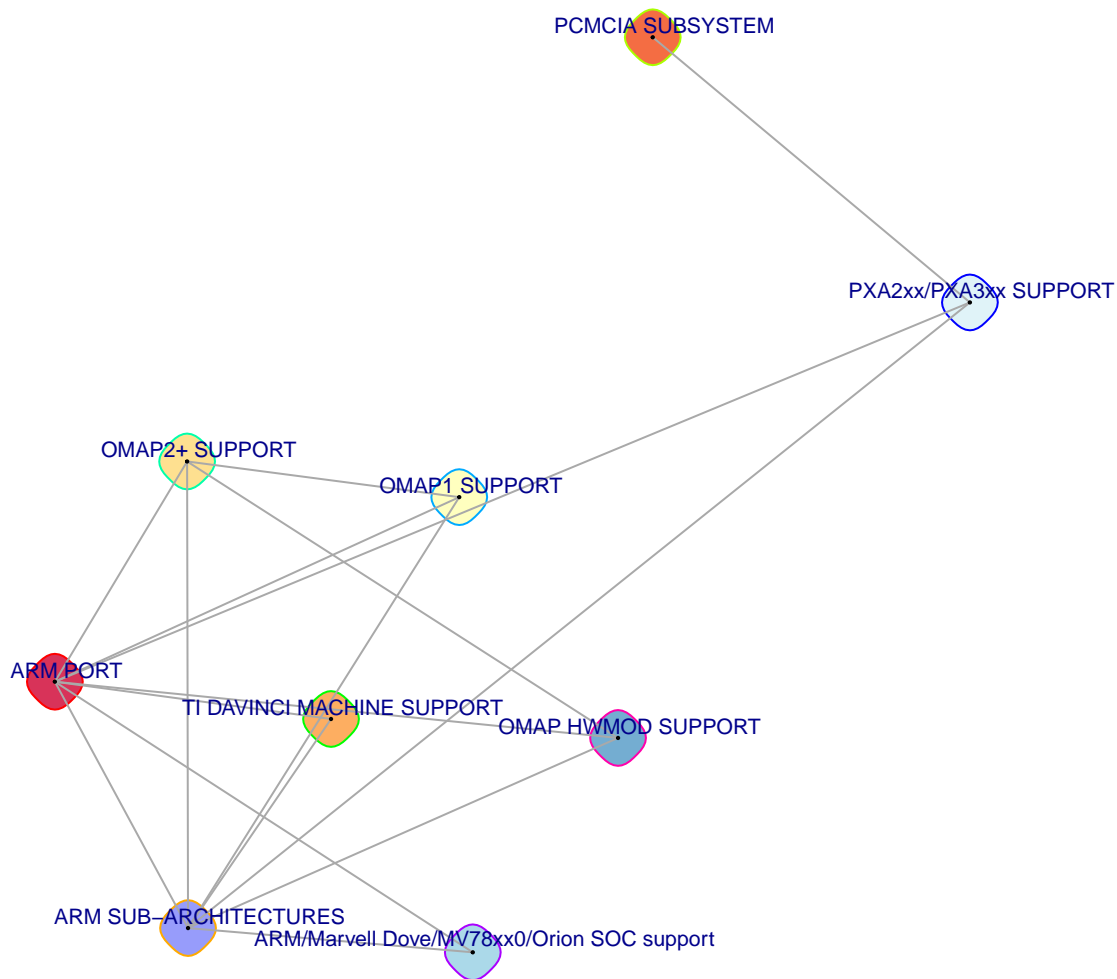 PCMCIA SUBSYSTEM
PXA2xx/PXA3xx SUPPORT
OMAP2+ SUPPORT
OMAP1 SUPPORT
ARM PORT
TI DAVINCI MACHINE SUPPORT
OMAP HWMOD SUPPORT
ARM SUB−ARCHITECTURES
ARM/Marvell Dove/MV78xx0/Orion SOC support